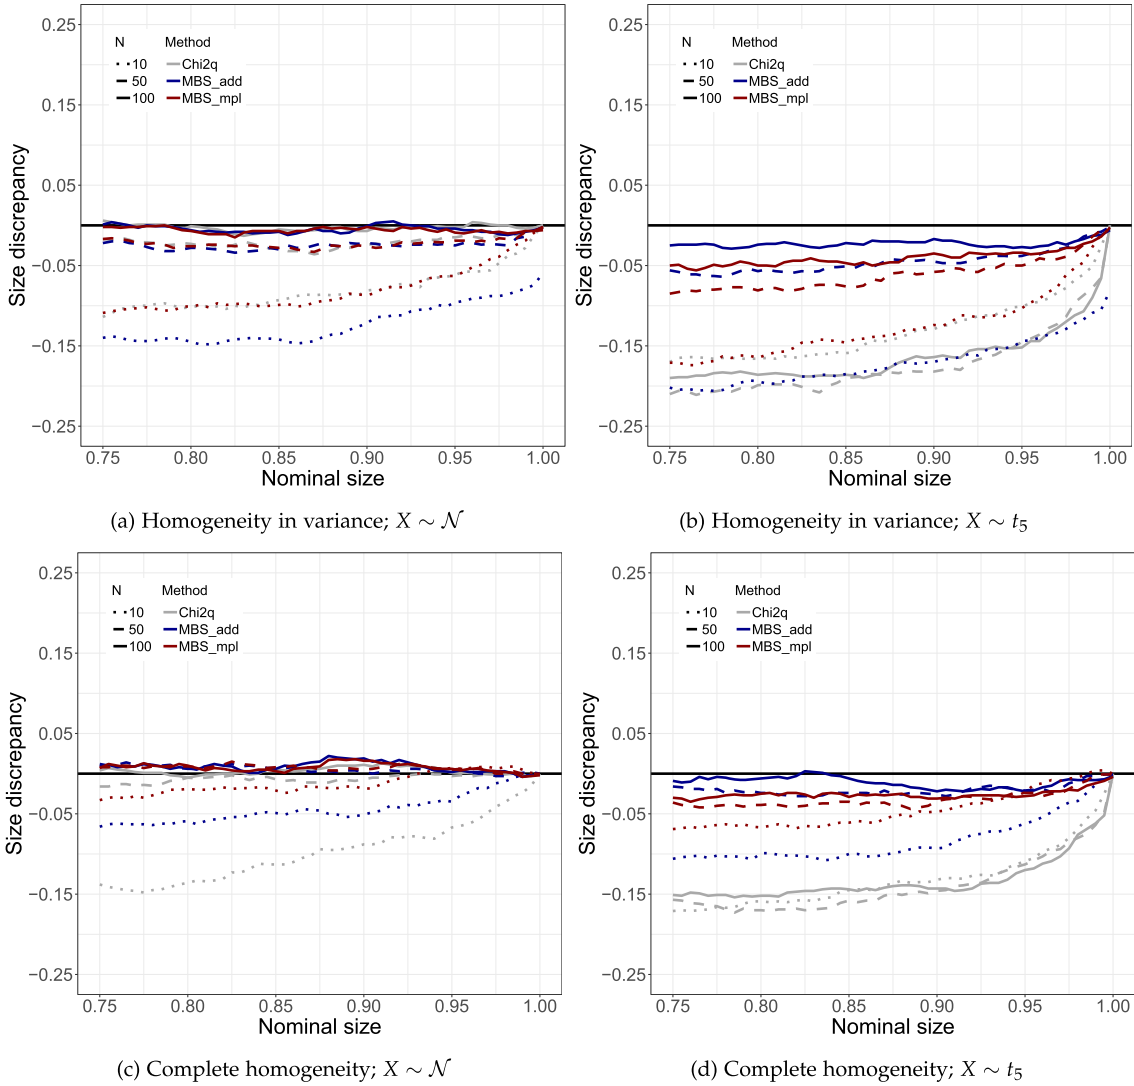 0.25
0.15
0.05
−0.05
−0.15
−0.25
Size discrepancy
N Method
10 Chi2q
50 MBS_add
100 MBS_mpl
0.75 0.80 0.85 0.90 0.95 1.00
Nominal size
(a) Homogeneity in variance; X ∼ 𝒩
0.25
0.15
0.05
−0.05
−0.15
−0.25
Size discrepancy
N Method
10 Chi2q
50 MBS_add
100 MBS_mpl
0.75 0.80 0.85 0.90 0.95 1.00
Nominal size
(b) Homogeneity in variance; X ∼ t₅
0.25
0.15
0.05
−0.05
−0.15
−0.25
Size discrepancy
N Method
10 Chi2q
50 MBS_add
100 MBS_mpl
0.75 0.80 0.85 0.90 0.95 1.00
Nominal size
(c) Complete homogeneity; X ∼ 𝒩
0.25
0.15
0.05
−0.05
−0.15
−0.25
Size discrepancy
N Method
10 Chi2q
50 MBS_add
100 MBS_mpl
0.75 0.80 0.85 0.90 0.95 1.00
Nominal size
(d) Complete homogeneity; X ∼ t₅